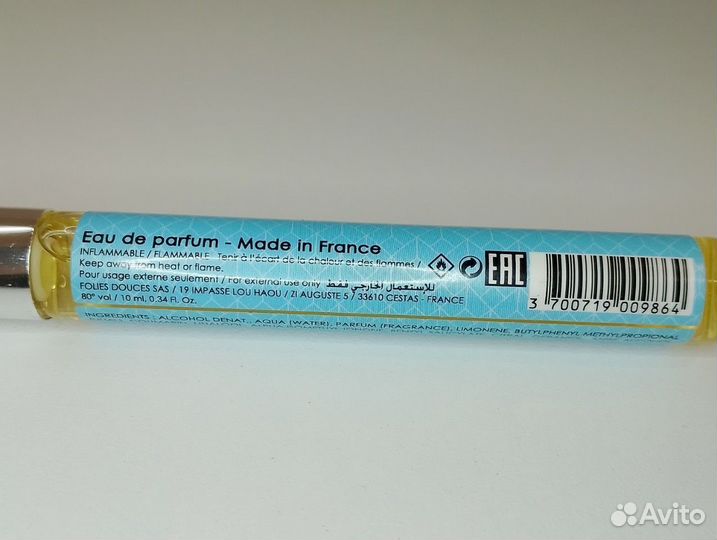 Eau de parfum - Made in France
INFLAMMABLE / FLAMMABLE. Tenir à l'écart de la chaleur et des flammes /
Keep away from heat or flame.
Pour usage externe seulement / For external use only للإستعمال الخارجي فقط
FOLIES DOUCES SAS / 19 IMPASSE LOU HAOU / ZI AUGUSTE 5 / 33610 CESTAS - FRANCE
80° vol / 10 ml, 0.34 Fl. Oz.
EAC
3 700719 009864
INGREDIENTS : ALCOHOL DENAT., AQUA (WATER), PARFUM (FRAGRANCE), LIMONENE, BUTYLPHENYL METHYLPROPIONAL
Avito